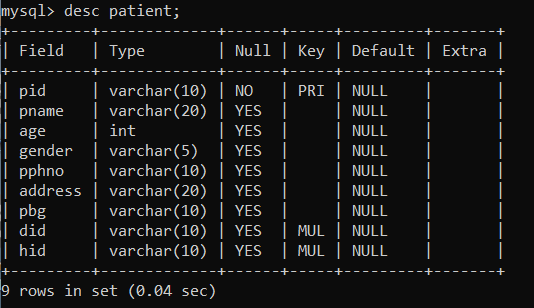 mysql> desc patient;
+---------+-------------+------+-----+---------+-------+
| Field   | Type        | Null | Key | Default | Extra |
+---------+-------------+------+-----+---------+-------+
| pid     | varchar(10) | NO   | PRI | NULL    |       |
| pname   | varchar(20) | YES  |     | NULL    |       |
| age     | int         | YES  |     | NULL    |       |
| gender  | varchar(5)  | YES  |     | NULL    |       |
| pphno   | varchar(10) | YES  |     | NULL    |       |
| address | varchar(20) | YES  |     | NULL    |       |
| pbg     | varchar(10) | YES  |     | NULL    |       |
| did     | varchar(10) | YES  | MUL | NULL    |       |
| hid     | varchar(10) | YES  | MUL | NULL    |       |
+---------+-------------+------+-----+---------+-------+
9 rows in set (0.04 sec)